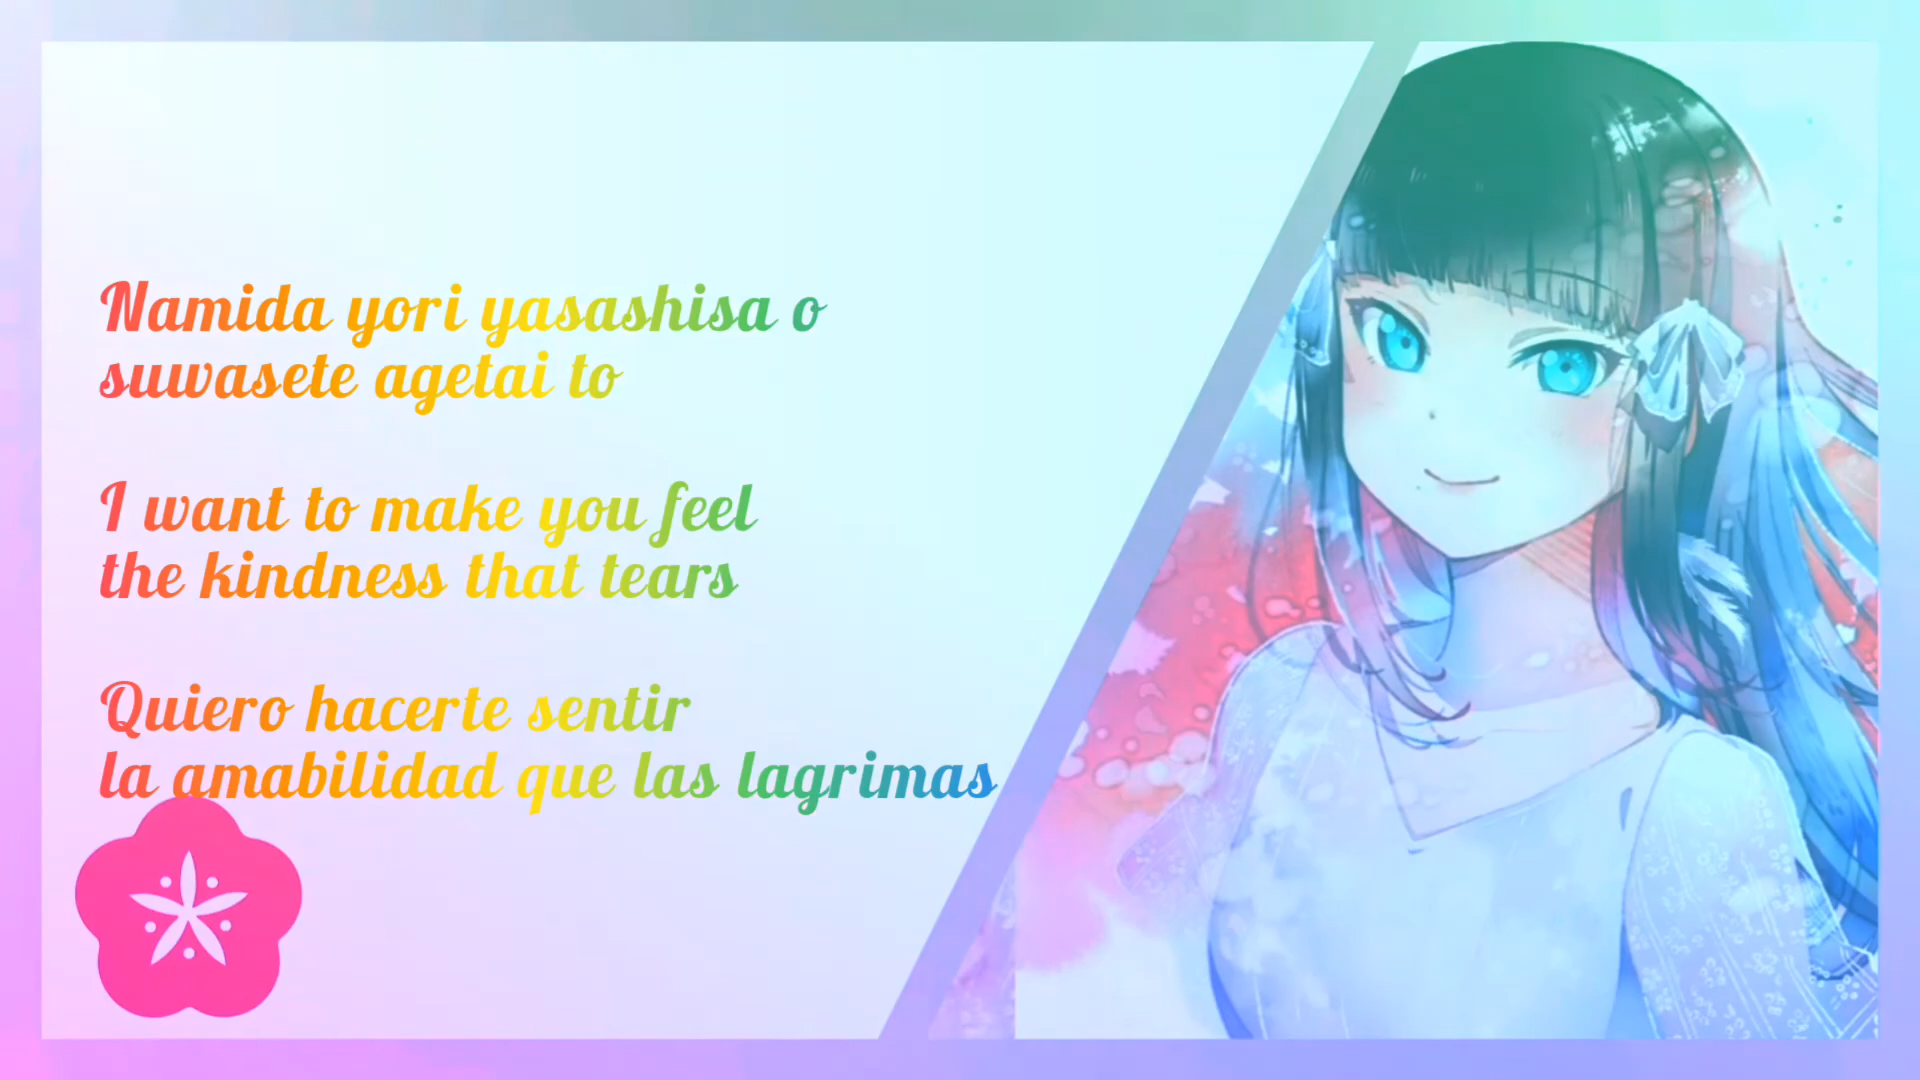 Namida yori yasashisa o
suwasete agetai to
I want to make you feel
the kindness that tears
Quiero hacerte sentir
la amabilidad que las lagrimas